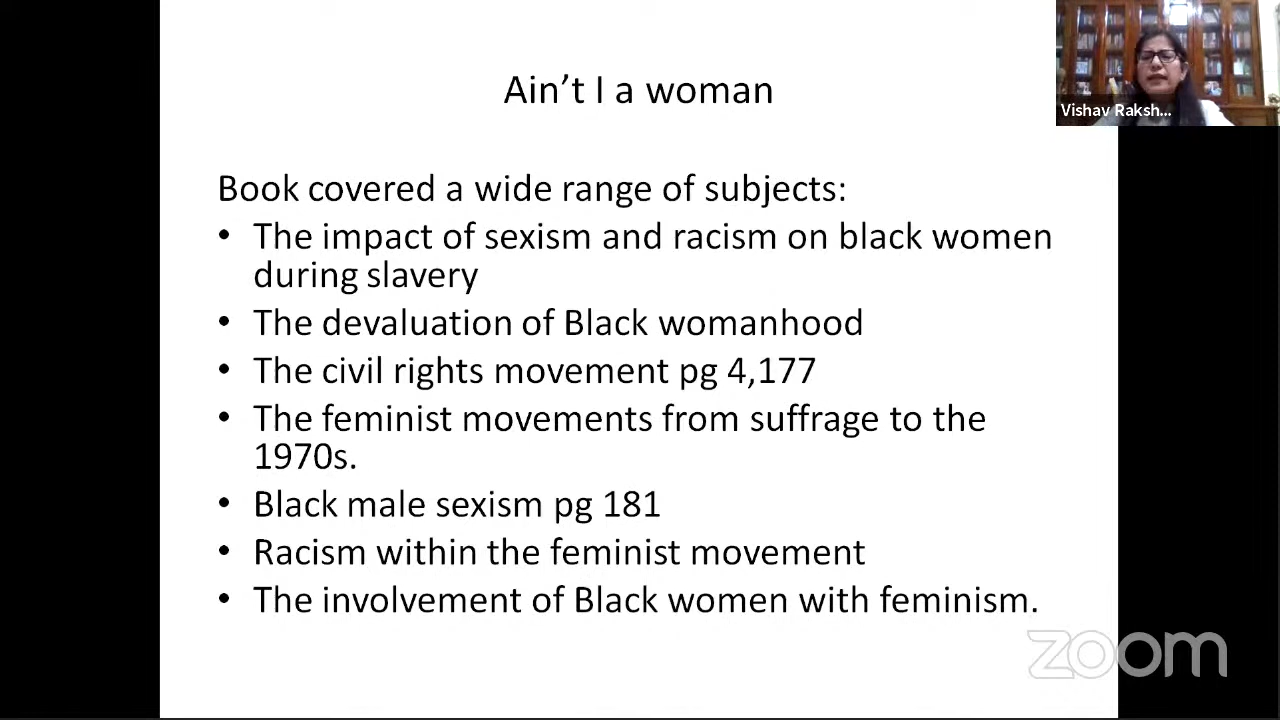 Ain’t I a woman
Vishav Raksh...
Book covered a wide range of subjects:
• The impact of sexism and racism on black women
during slavery
• The devaluation of Black womanhood
• The civil rights movement pg 4,177
• The feminist movements from suffrage to the
1970s.
• Black male sexism pg 181
• Racism within the feminist movement
• The involvement of Black women with feminism.
zoom